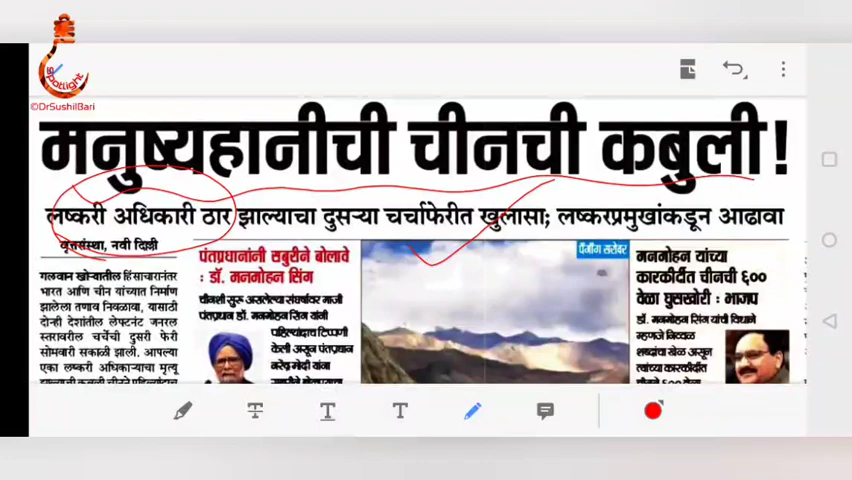 Spotlight
©DrSushilBari
मनुष्यहानीची चीनची कबुली!
लष्करी अधिकारी ठार झाल्याचा दुसऱ्या चर्चाफेरीत खुलासा; लष्करप्रमुखांकडून आढावा
वृत्तसंस्था, नवी दिल्ली
गलवान खोऱ्यातील हिंसाचारानंतर
भारत आणि चीन यांच्यात निर्माण
झालेला तणाव निवळावा, यासाठी
दोन्ही देशांतील लेफ्टनंट जनरल
स्तरावरील चर्चेची दुसरी फेरी
सोमवारी सकाळी झाली. आपल्या
एका लष्करी अधिकाऱ्याचा मृत्यू
पंतप्रधानांनी सबुरीने बोलावे
: डॉ. मनमोहन सिंग
चीनशी सुरू असलेल्या संघर्षावर माजी
पंतप्रधान डॉ. मनमोहन सिंग यांनी
पहिल्यांदाच टिप्पणी
केली असून पंतप्रधान
नरेंद्र मोदी यांना
पँगाँग सरोवर
मनमोहन यांच्या
कारकीर्दीत चीनची ६००
वेळा घुसखोरी : भाजप
डॉ. मनमोहन सिंग यांची विधाने
म्हणजे निव्वळ
शब्दांचा खेळ असून
त्यांच्या कारकीर्दीत
T T T